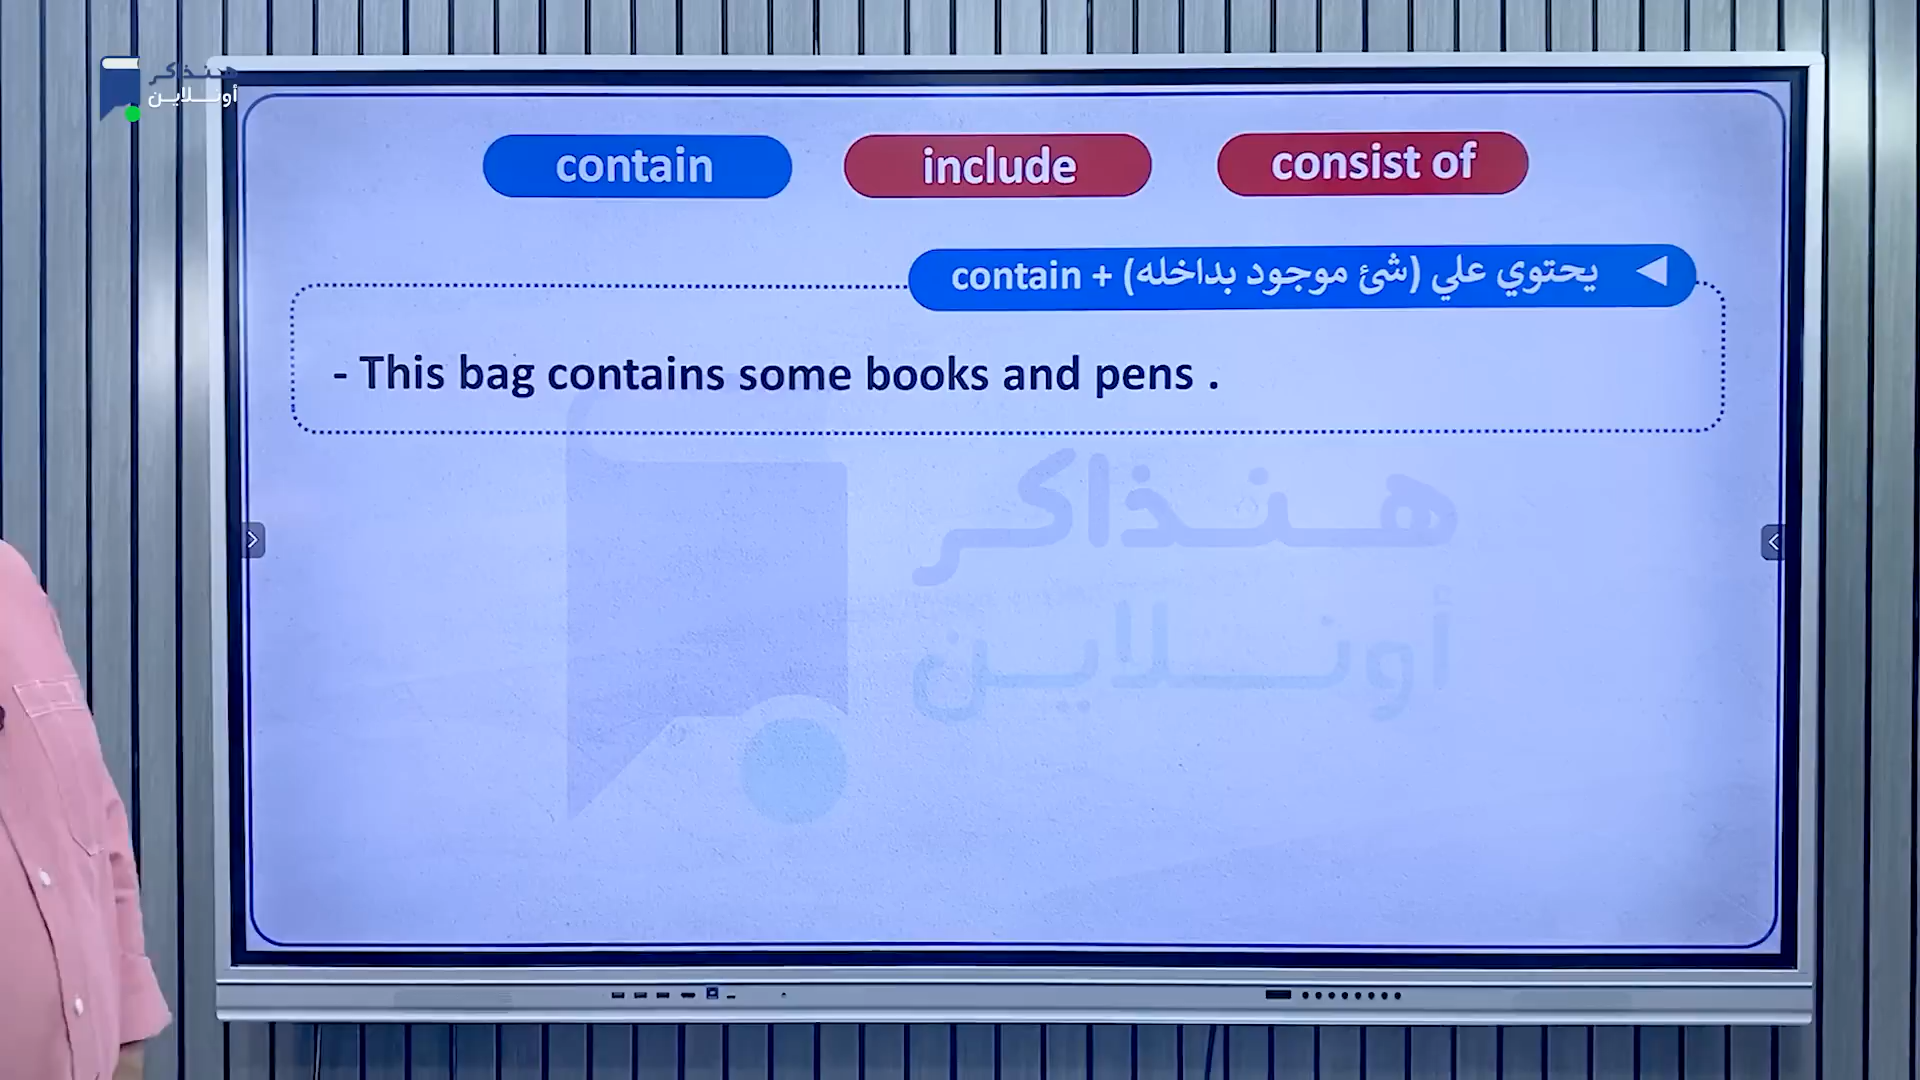 هنذاكر
أونلاين
contain
include
consist of
يحتوي علي (شئ موجود بداخله) + contain
- This bag contains some books and pens .
هنذاكر
أونلاين